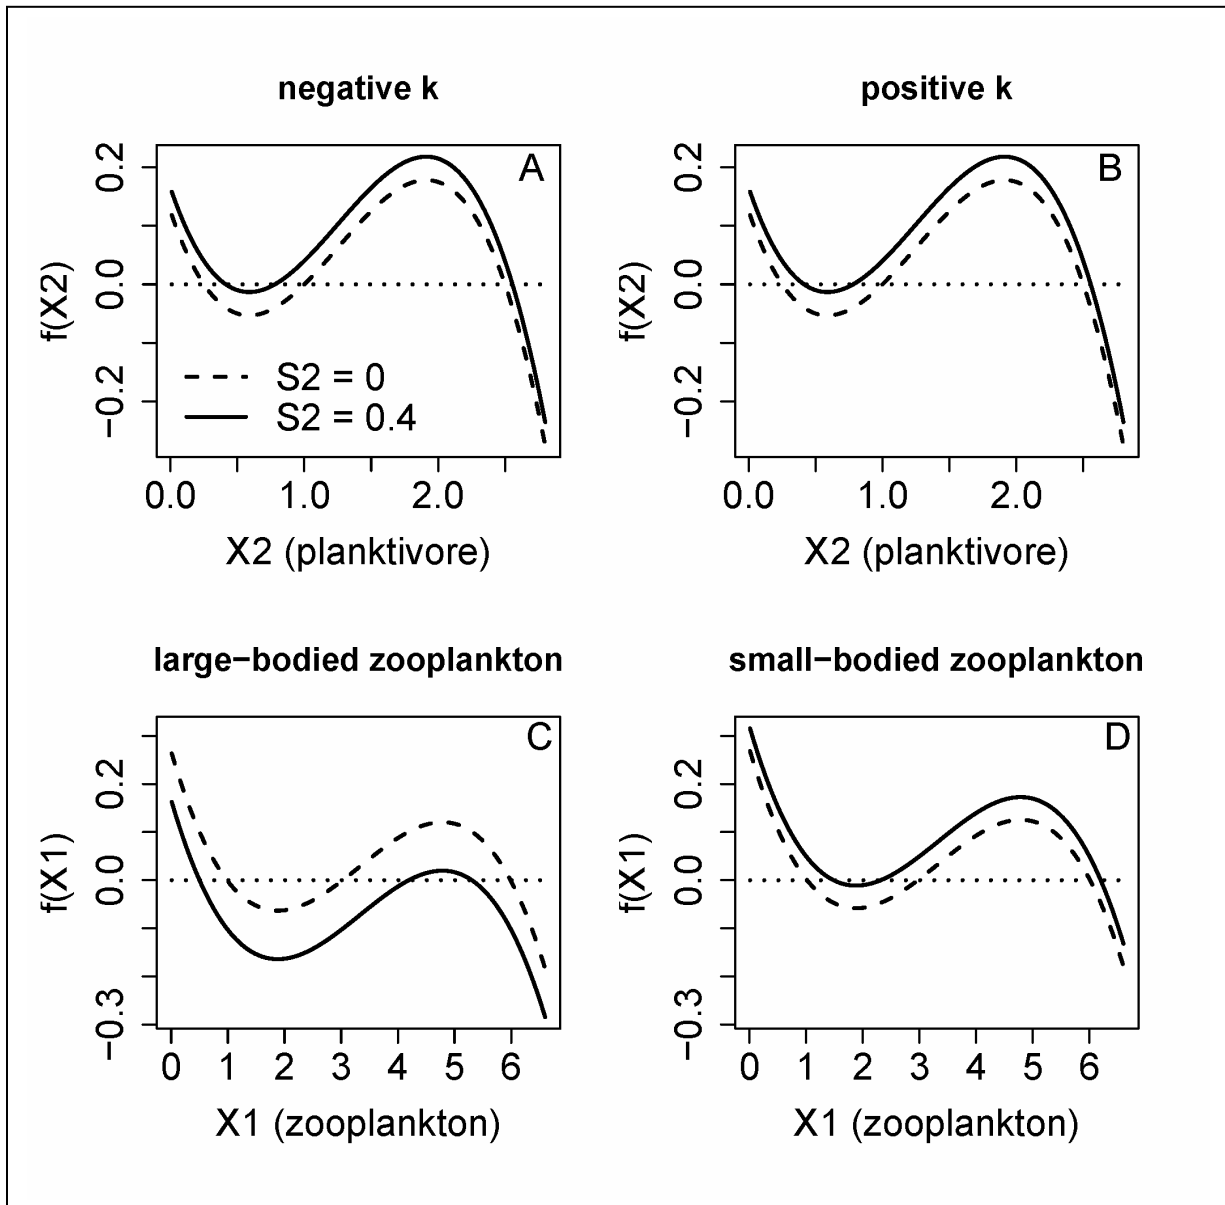 negative k
positive k
A
B
0.2
0.0
−0.2
f(X2)
S2 = 0
S2 = 0.4
0.0 1.0 2.0
X2 (planktivore)
0.2
0.0
−0.2
f(X2)
0.0 1.0 2.0
X2 (planktivore)
large−bodied zooplankton
small−bodied zooplankton
C
D
0.2
0.0
−0.3
f(X1)
0 1 2 3 4 5 6
X1 (zooplankton)
0.2
0.0
−0.3
f(X1)
0 1 2 3 4 5 6
X1 (zooplankton)